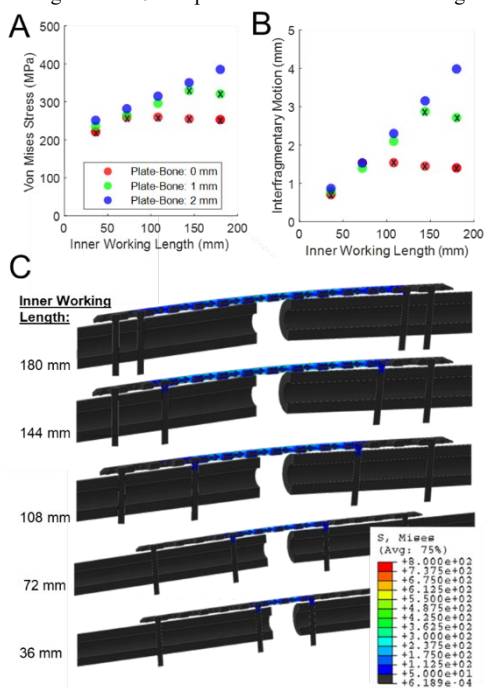 A
Von Mises Stress (MPa)
500
400
300
200
100
0
0
50
100
150
200
Inner Working Length (mm)
Plate-Bone: 0 mm
Plate-Bone: 1 mm
Plate-Bone: 2 mm
B
Interfragmentary Motion (mm)
5
4
3
2
1
0
0
50
100
150
200
Inner Working Length (mm)
C
Inner Working
Length:
180 mm
144 mm
108 mm
72 mm
36 mm
S, Mises
(Avg: 75%)
+8.000e+02
+7.375e+02
+6.750e+02
+6.125e+02
+5.500e+02
+4.875e+02
+4.250e+02
+3.625e+02
+3.000e+02
+2.375e+02
+1.750e+02
+1.125e+02
+5.000e+01
+6.189e-04